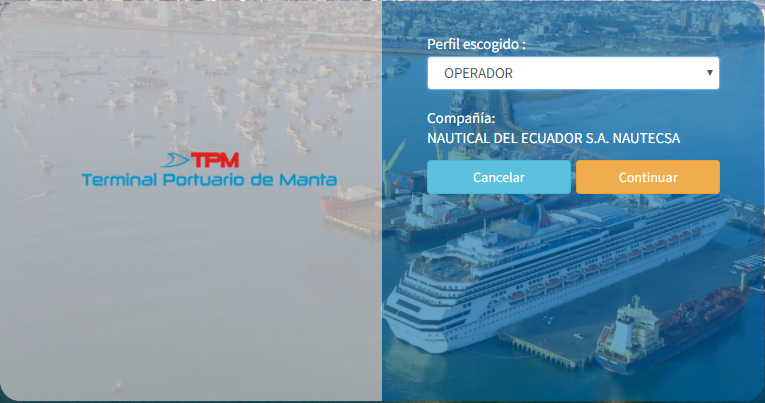 TPM
Terminal Portuario de Manta
Perfil escogido :
OPERADOR
Compañía:
NAUTICAL DEL ECUADOR S.A. NAUTECSA
Cancelar
Continuar